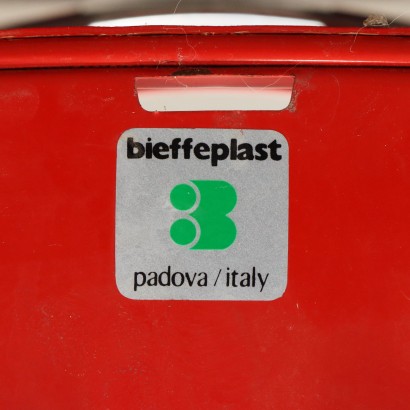 bieffeplast
padova / italy